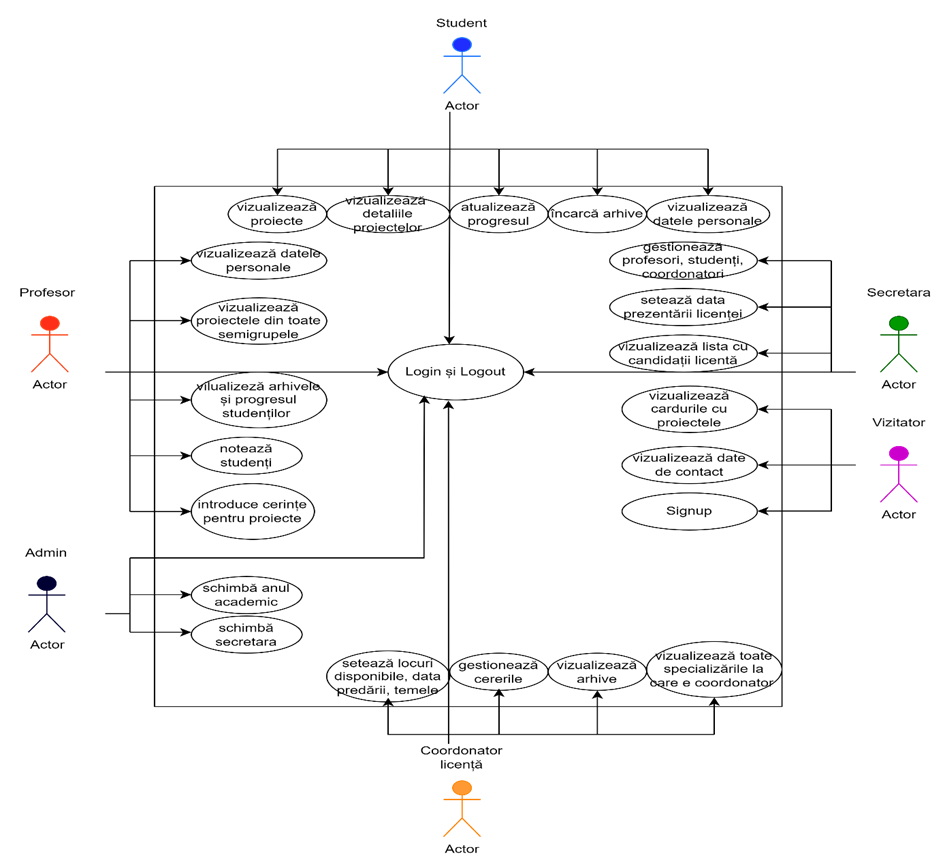 Student
Actor
vizualizează
proiecte
vizualizează
detaliile
proiectelor
atualizează
progresul
încarcă arhive
vizualizează
datele personale
vizualizează datele
personale
gestionează
profesori, studenți,
coordonatori
Profesor
Actor
vizualizează
proiectele din toate
semigrupele
setează data
prezentării licenței
Secretara
Actor
vizualizează lista cu
candidații licentă
Login și Logout
vilualizeză arhivele
și progresul
studenților
vizualizează
cardurile cu
proiectele
Vizitator
Actor
notează
studenți
vizualizează date
de contact
introduce cerințe
pentru proiecte
Signup
Admin
Actor
schimbă anul
academic
schimbă
secretara
setează locuri
disponibile, data
predării, temele
gestionează
cererile
vizualizează
arhive
vizualizează toate
specializările la
care e coordonator
Coordonator
licență
Actor